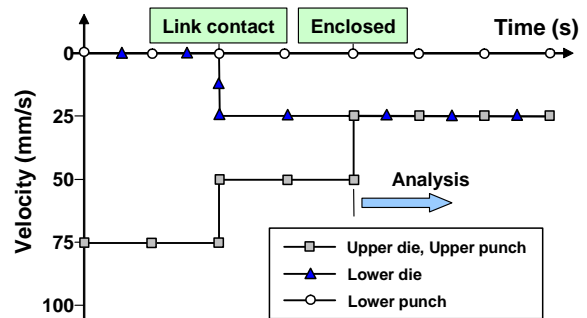 Link contact
Enclosed
Time (s)
Velocity (mm/s)
0
25
50
75
100
Analysis
Upper die, Upper punch
Lower die
Lower punch